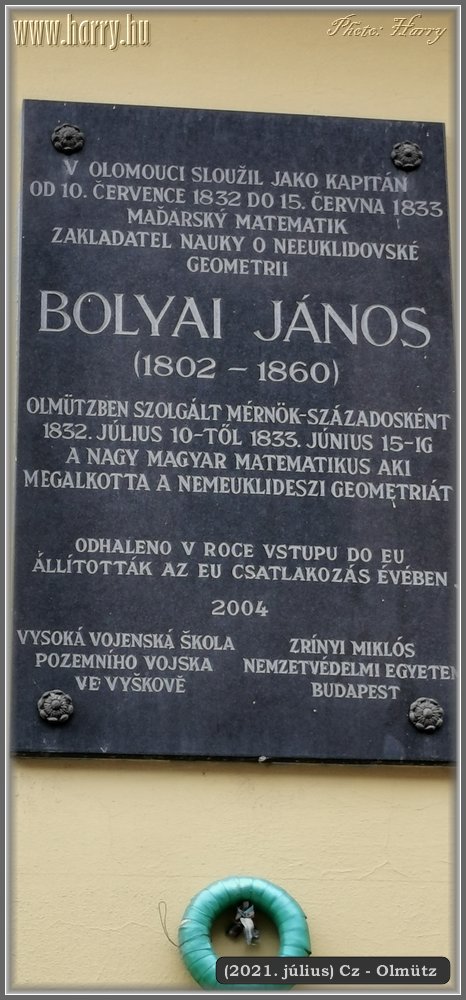 www.harry.hu
Photo: Harry
V OLOMOUCI SLOUŽIL JAKO KAPITÁN
OD 10. ČERVENCE 1832 DO 15. ČERVNA 1833
MAĎARSKÝ MATEMATIK
ZAKLADATEL NAUKY O NEEUKLIDOVSKÉ
GEOMETRII
BOLYAI JÁNOS
(1802 – 1860)
OLMÜTZBEN SZOLGÁLT MÉRNÖK-SZÁZADOSKÉNT
1832. JÚLIUS 10-TŐL 1833. JÚNIUS 15-IG
A NAGY MAGYAR MATEMATIKUS AKI
MEGALKOTTA A NEMEUKLIDESZI GEOMETRIÁT
ODHALENO V ROCE VSTUPU DO EU
ÁLLÍTOTTÁK AZ EU CSATLAKOZÁS ÉVÉBEN
2004
VYSOKÁ VOJENSKÁ ŠKOLA
POZEMNÍHO VOJSKA
VE VYŠKOVĚ
ZRÍNYI MIKLÓS
NEMZETVÉDELMI EGYETEM
BUDAPEST
(2021. július) Cz - Olmütz